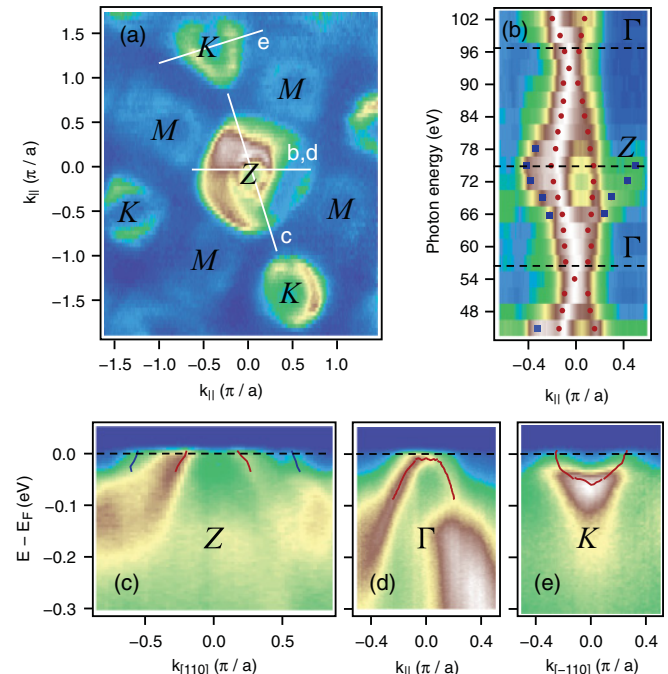 (a)
K
e
M
M
b,d
Z
K
M
c
M
K
k|| (π / a)
1.5
1.0
0.5
0.0
−0.5
−1.0
−1.5
−1.5 −1.0 −0.5 0.0 0.5 1.0
k|| (π / a)
(b)
Γ
Z
Γ
Photon energy (eV)
102
96
90
84
78
72
66
60
54
48
−0.4 0.0 0.4
k|| (π / a)
E − EF (eV)
0.0
−0.1
−0.2
−0.3
(c)
Z
−0.5 0.0 0.5
k[110] (π / a)
(d)
Γ
−0.4 0.0 0.4
k|| (π / a)
(e)
K
−0.5 0.0 0.5
k[−110] (π / a)